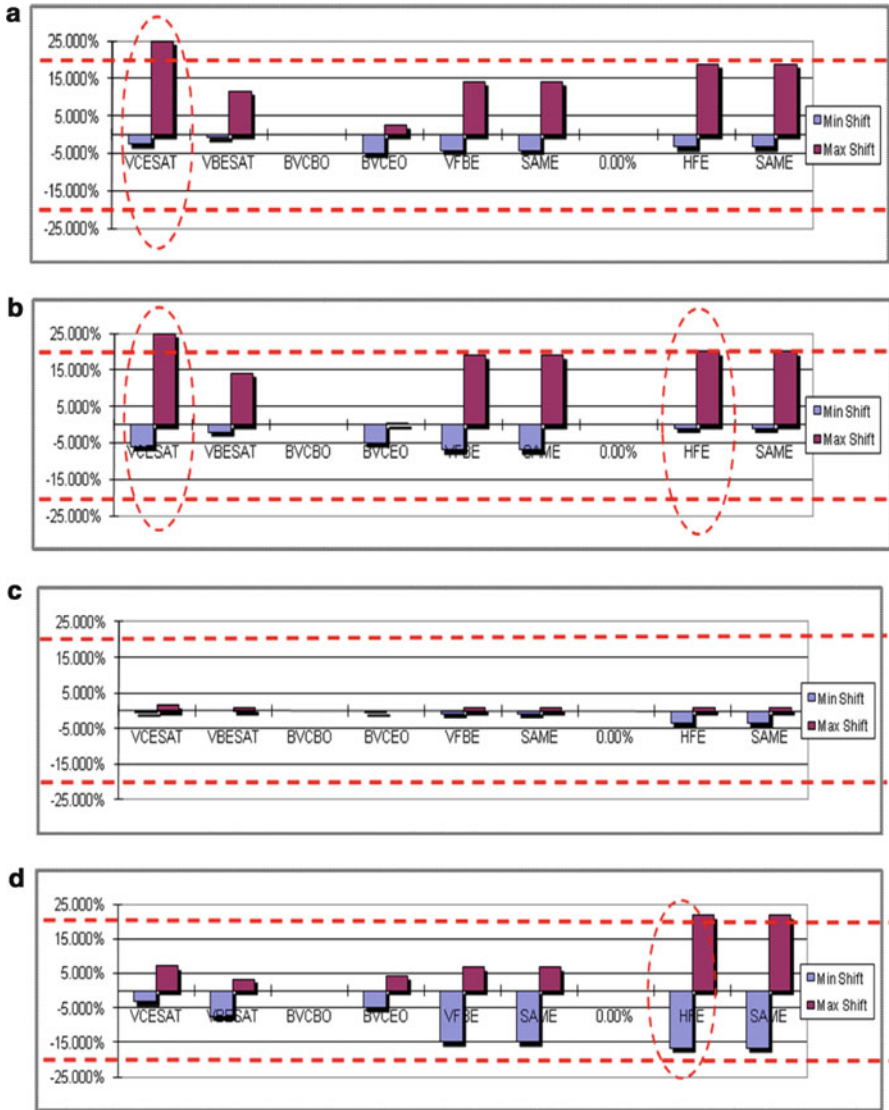 a
25.000%
15.000%
5.000%
-5.000%
-15.000%
-25.000%
VCESAT VBESAT BVCBO BVCEO VFBE SAME 0.00% HFE SAME
Min Shift
Max Shift
b
25.000%
15.000%
5.000%
-5.000%
-15.000%
-25.000%
VCESAT VBESAT BVCBO BVCEO VFBE SAME 0.00% HFE SAME
Min Shift
Max Shift
c
25.000%
15.000%
5.000%
-5.000%
-15.000%
-25.000%
VCESAT VBESAT BVCBO BVCEO VFBE SAME 0.00% HFE SAME
Min Shift
Max Shift
d
25.000%
15.000%
5.000%
-5.000%
-15.000%
-25.000%
VCESAT VBESAT BVCBO BVCEO VFBE SAME 0.00% HFE SAME
Min Shift
Max Shift